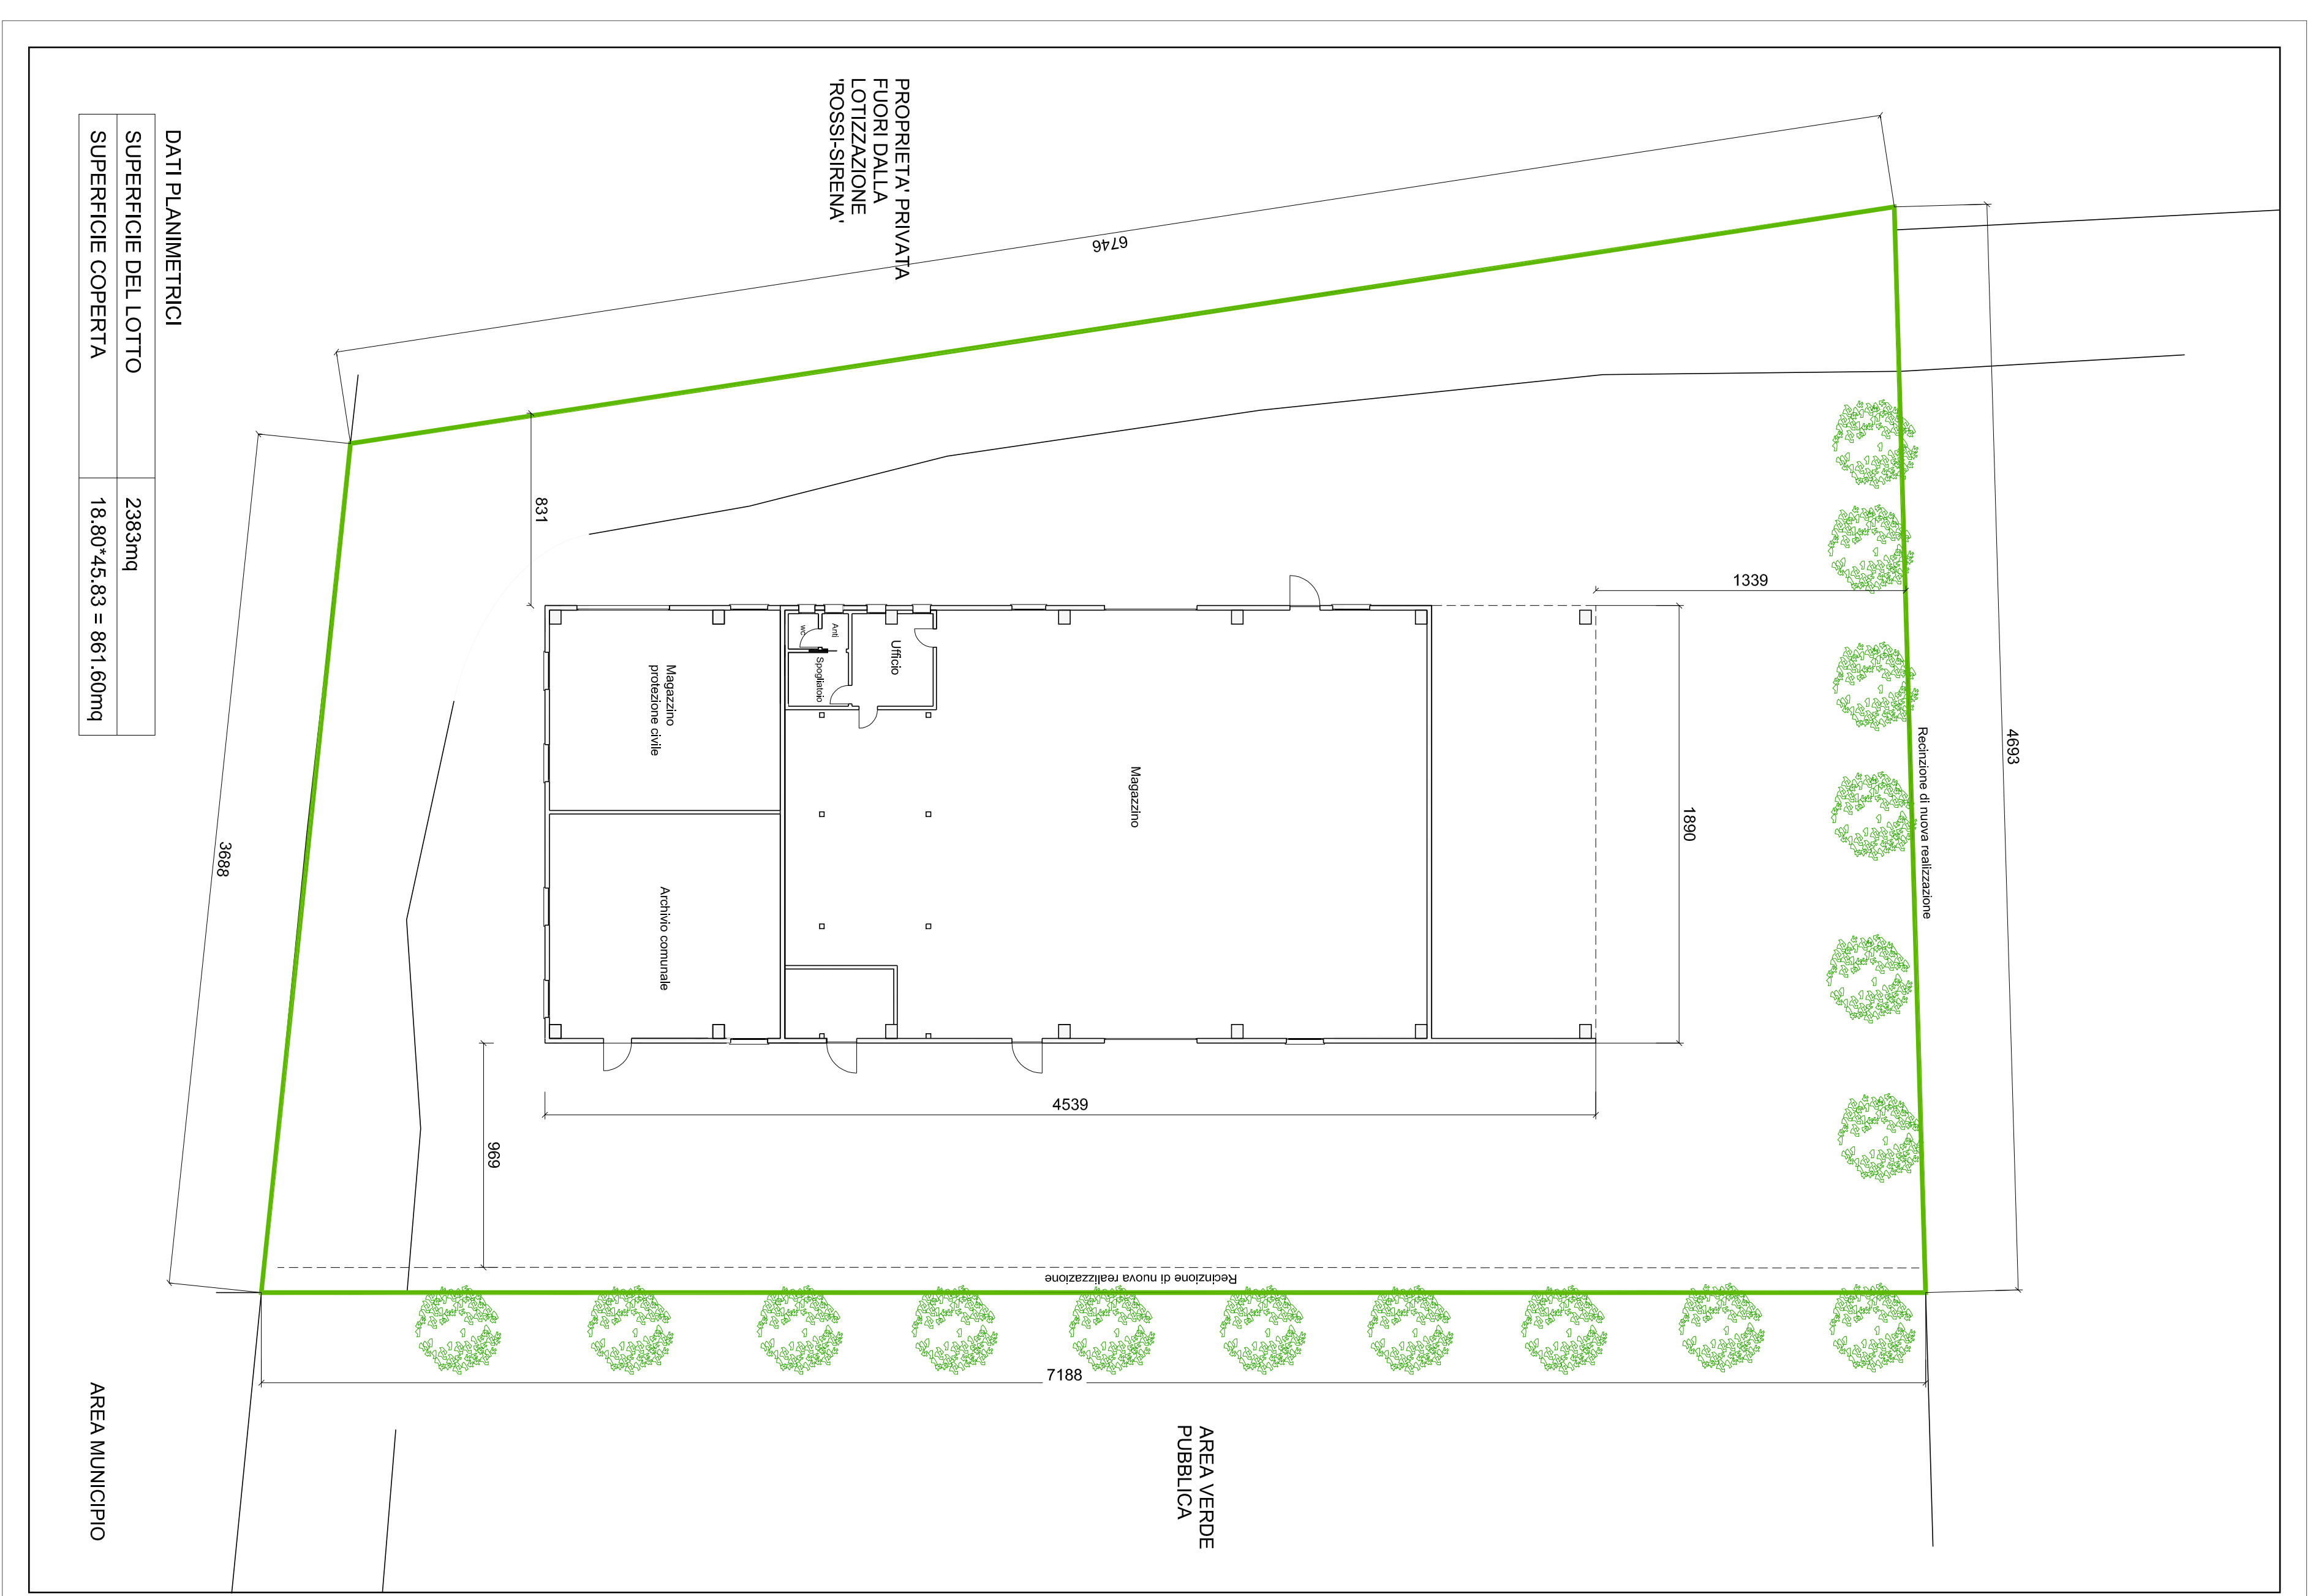 PROPRIETA' PRIVATA
FUORI DALLA
LOTIZZAZIONE
'ROSSI-SIRENA'
DATI PLANIMETRICI
SUPERFICIE DEL LOTTO 2383mq
SUPERFICIE COPERTA 18.80*45.83 = 861.60mq
6746
4693
3688
7188
831
1339
1890
4539
969
Recinzione di nuova realizzazione
Recinzione di nuova realizzazione
wc
Anti
Spogliatoio
Ufficio
Magazzino
protezione civile
Archivio comunale
Magazzino
AREA VERDE
PUBBLICA
AREA MUNICIPIO